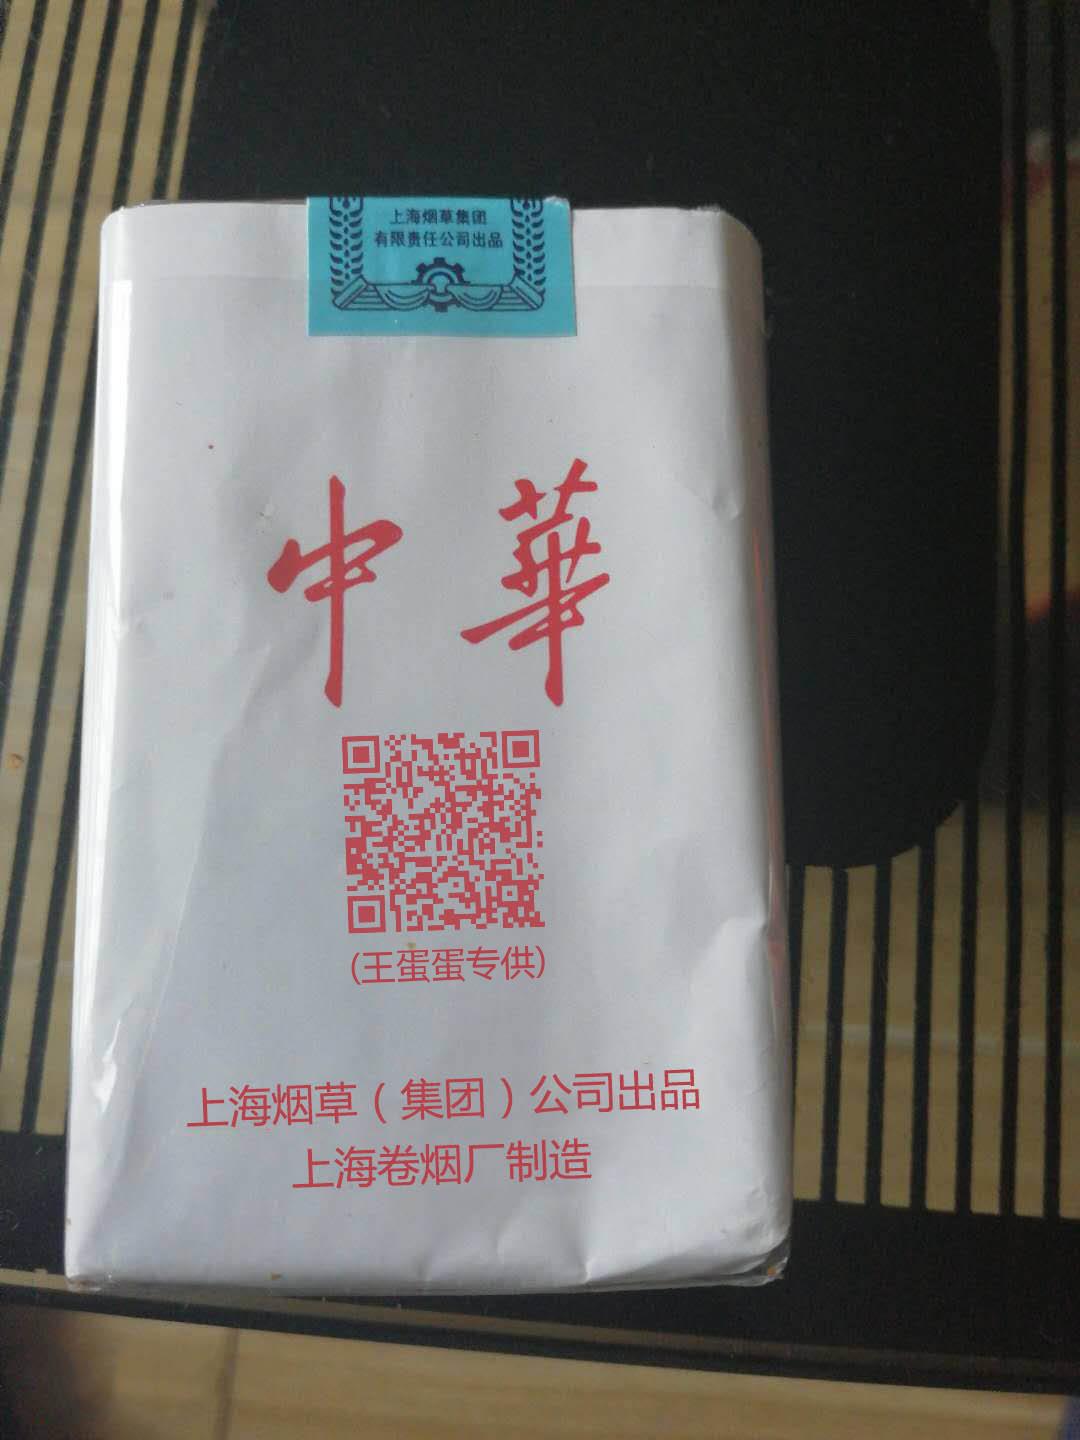 上海烟草集团
有限责任公司出品
中華
(王蛋蛋专供)
上海烟草（集团）公司出品
上海卷烟厂制造